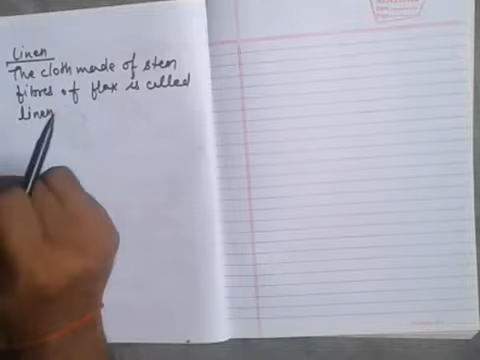 Linen
The cloth made of stem
fibres of flax is called
linen